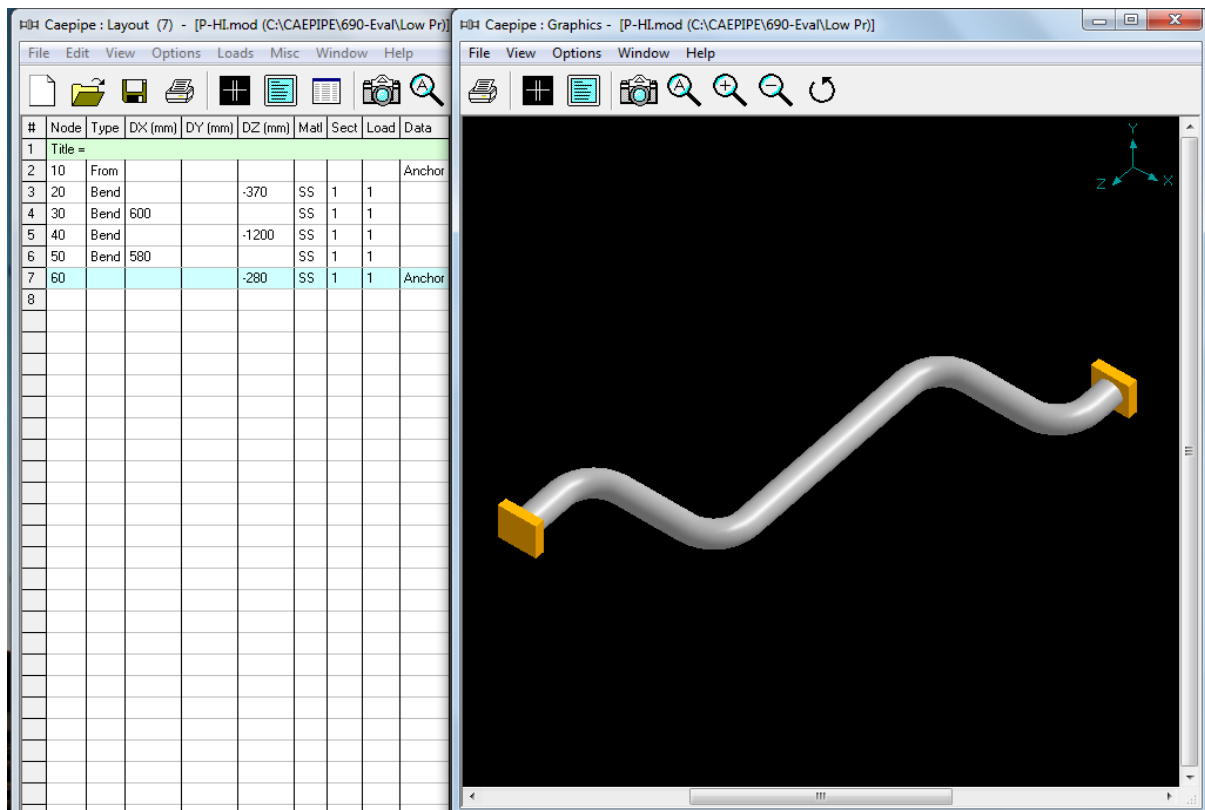 Caepipe : Layout (7) - [P-HI.mod (C:\CAEPIPE\690-Eval\Low Pr)]
File Edit View Options Loads Misc Window Help
# Node Type DX (mm) DY (mm) DZ (mm) Matl Sect Load Data
1 Title =
2 10 From Anchor
3 20 Bend -370 SS 1 1
4 30 Bend 600 SS 1 1
5 40 Bend -1200 SS 1 1
6 50 Bend 580 SS 1 1
7 60 -280 SS 1 1 Anchor
8
Caepipe : Graphics - [P-HI.mod (C:\CAEPIPE\690-Eval\Low Pr)]
File View Options Window Help
A
A
Y
Z X